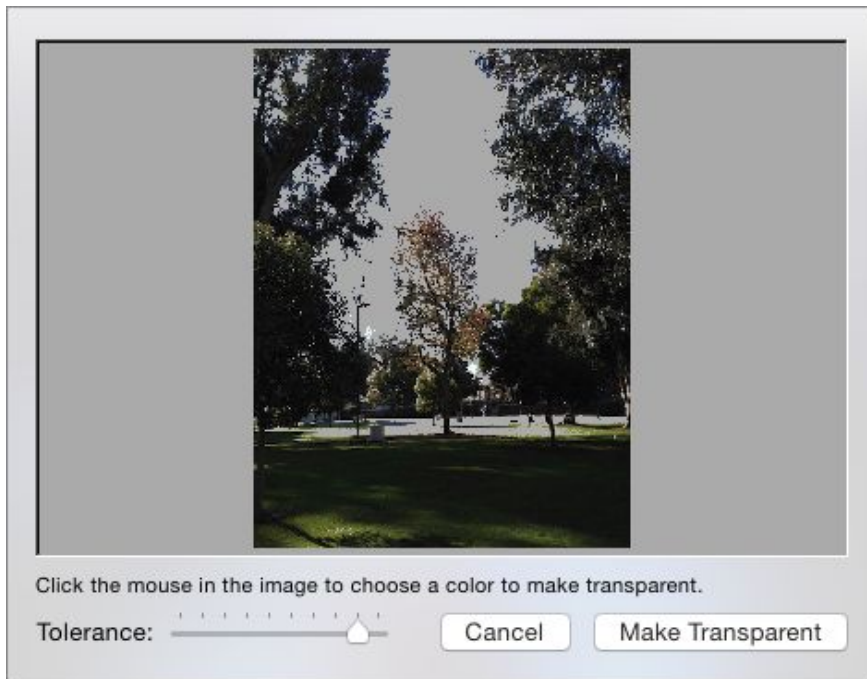 Click the mouse in the image to choose a color to make transparent.
Tolerance:
Cancel
Make Transparent